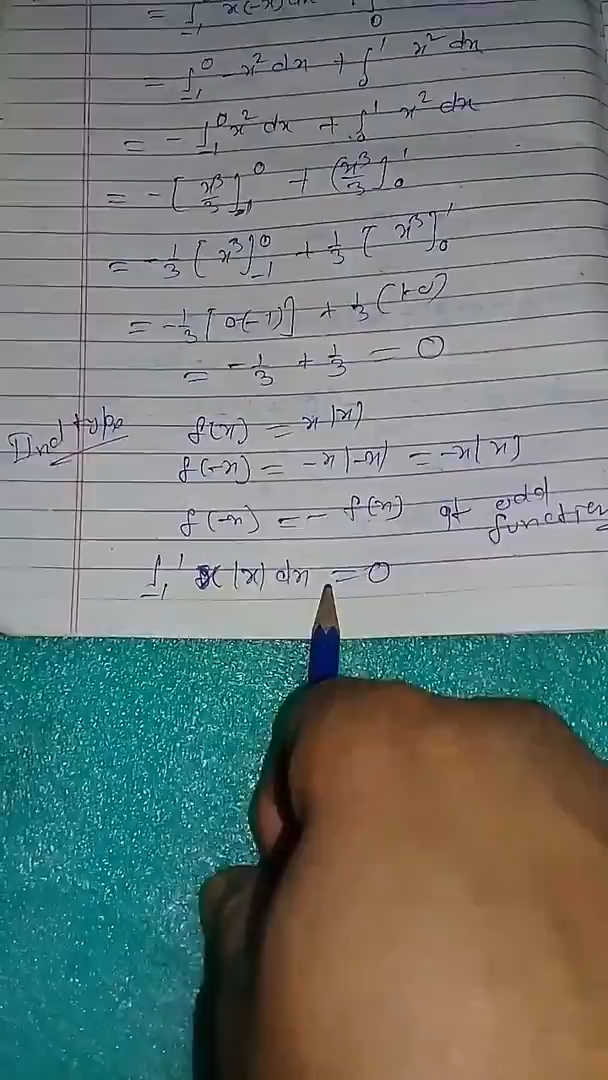 = ∫₋₁ x(-x)dx
= ∫₋₁⁰ -x² dx + ∫₀¹ x² dx
= - ∫₋₁⁰ x² dx + ∫₀¹ x² dx
= - [x³/3]₋₁⁰ + (x³/3]₀¹
= -1/3 [x³]₋₁⁰ + 1/3 [x³]₀¹
= -1/3 [0-(-1)] + 1/3 (1-0)
= -1/3 + 1/3 = 0
IInd type f(x) = x|x|
f(-x) = -x|-x| = -x|x|
f(-x) = - f(x) odd function
∫₋₁¹ x|x| dx = 0